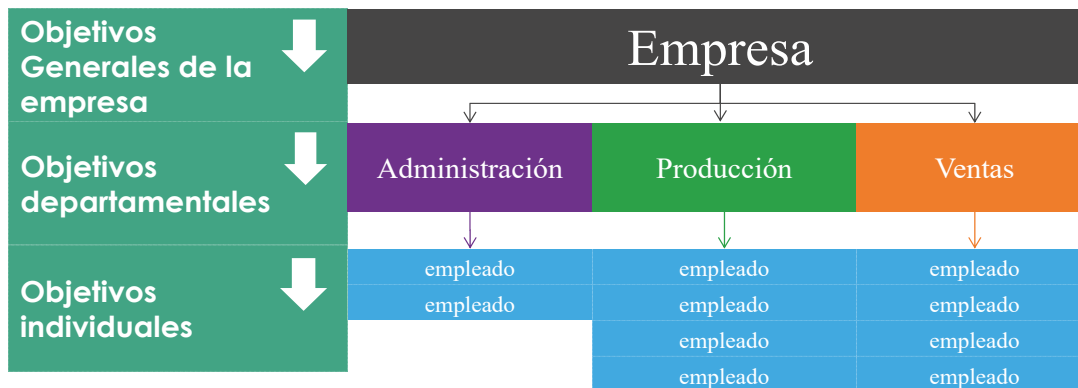 Objetivos
Generales de la
empresa
Empresa
Objetivos
departamentales
Administración
Producción
Ventas
Objetivos
individuales
empleado
empleado
empleado
empleado
empleado
empleado
empleado
empleado
empleado
empleado